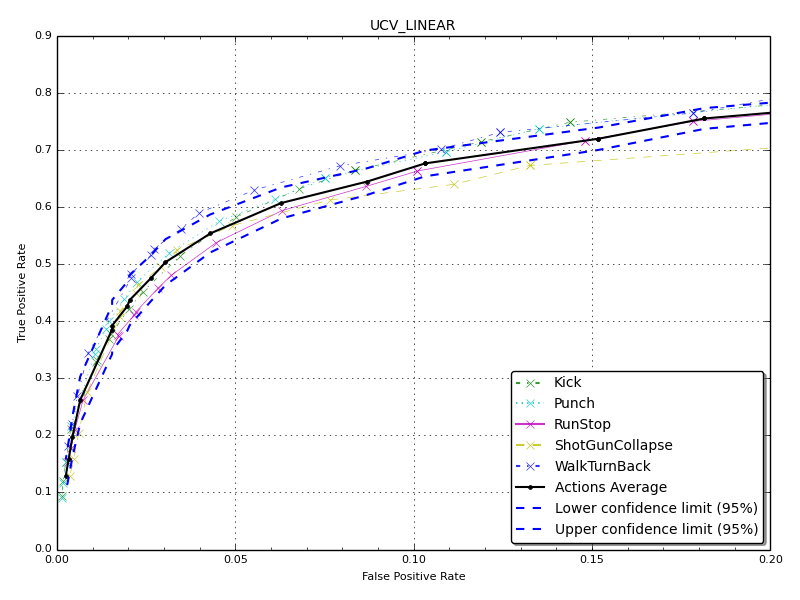 UCV_LINEAR
True Positive Rate
0.9
0.8
0.7
0.6
0.5
0.4
0.3
0.2
0.1
0.0
0.00 0.05 0.10 0.15 0.20
False Positive Rate
Kick
Punch
RunStop
ShotGunCollapse
WalkTurnBack
Actions Average
Lower confidence limit (95%)
Upper confidence limit (95%)